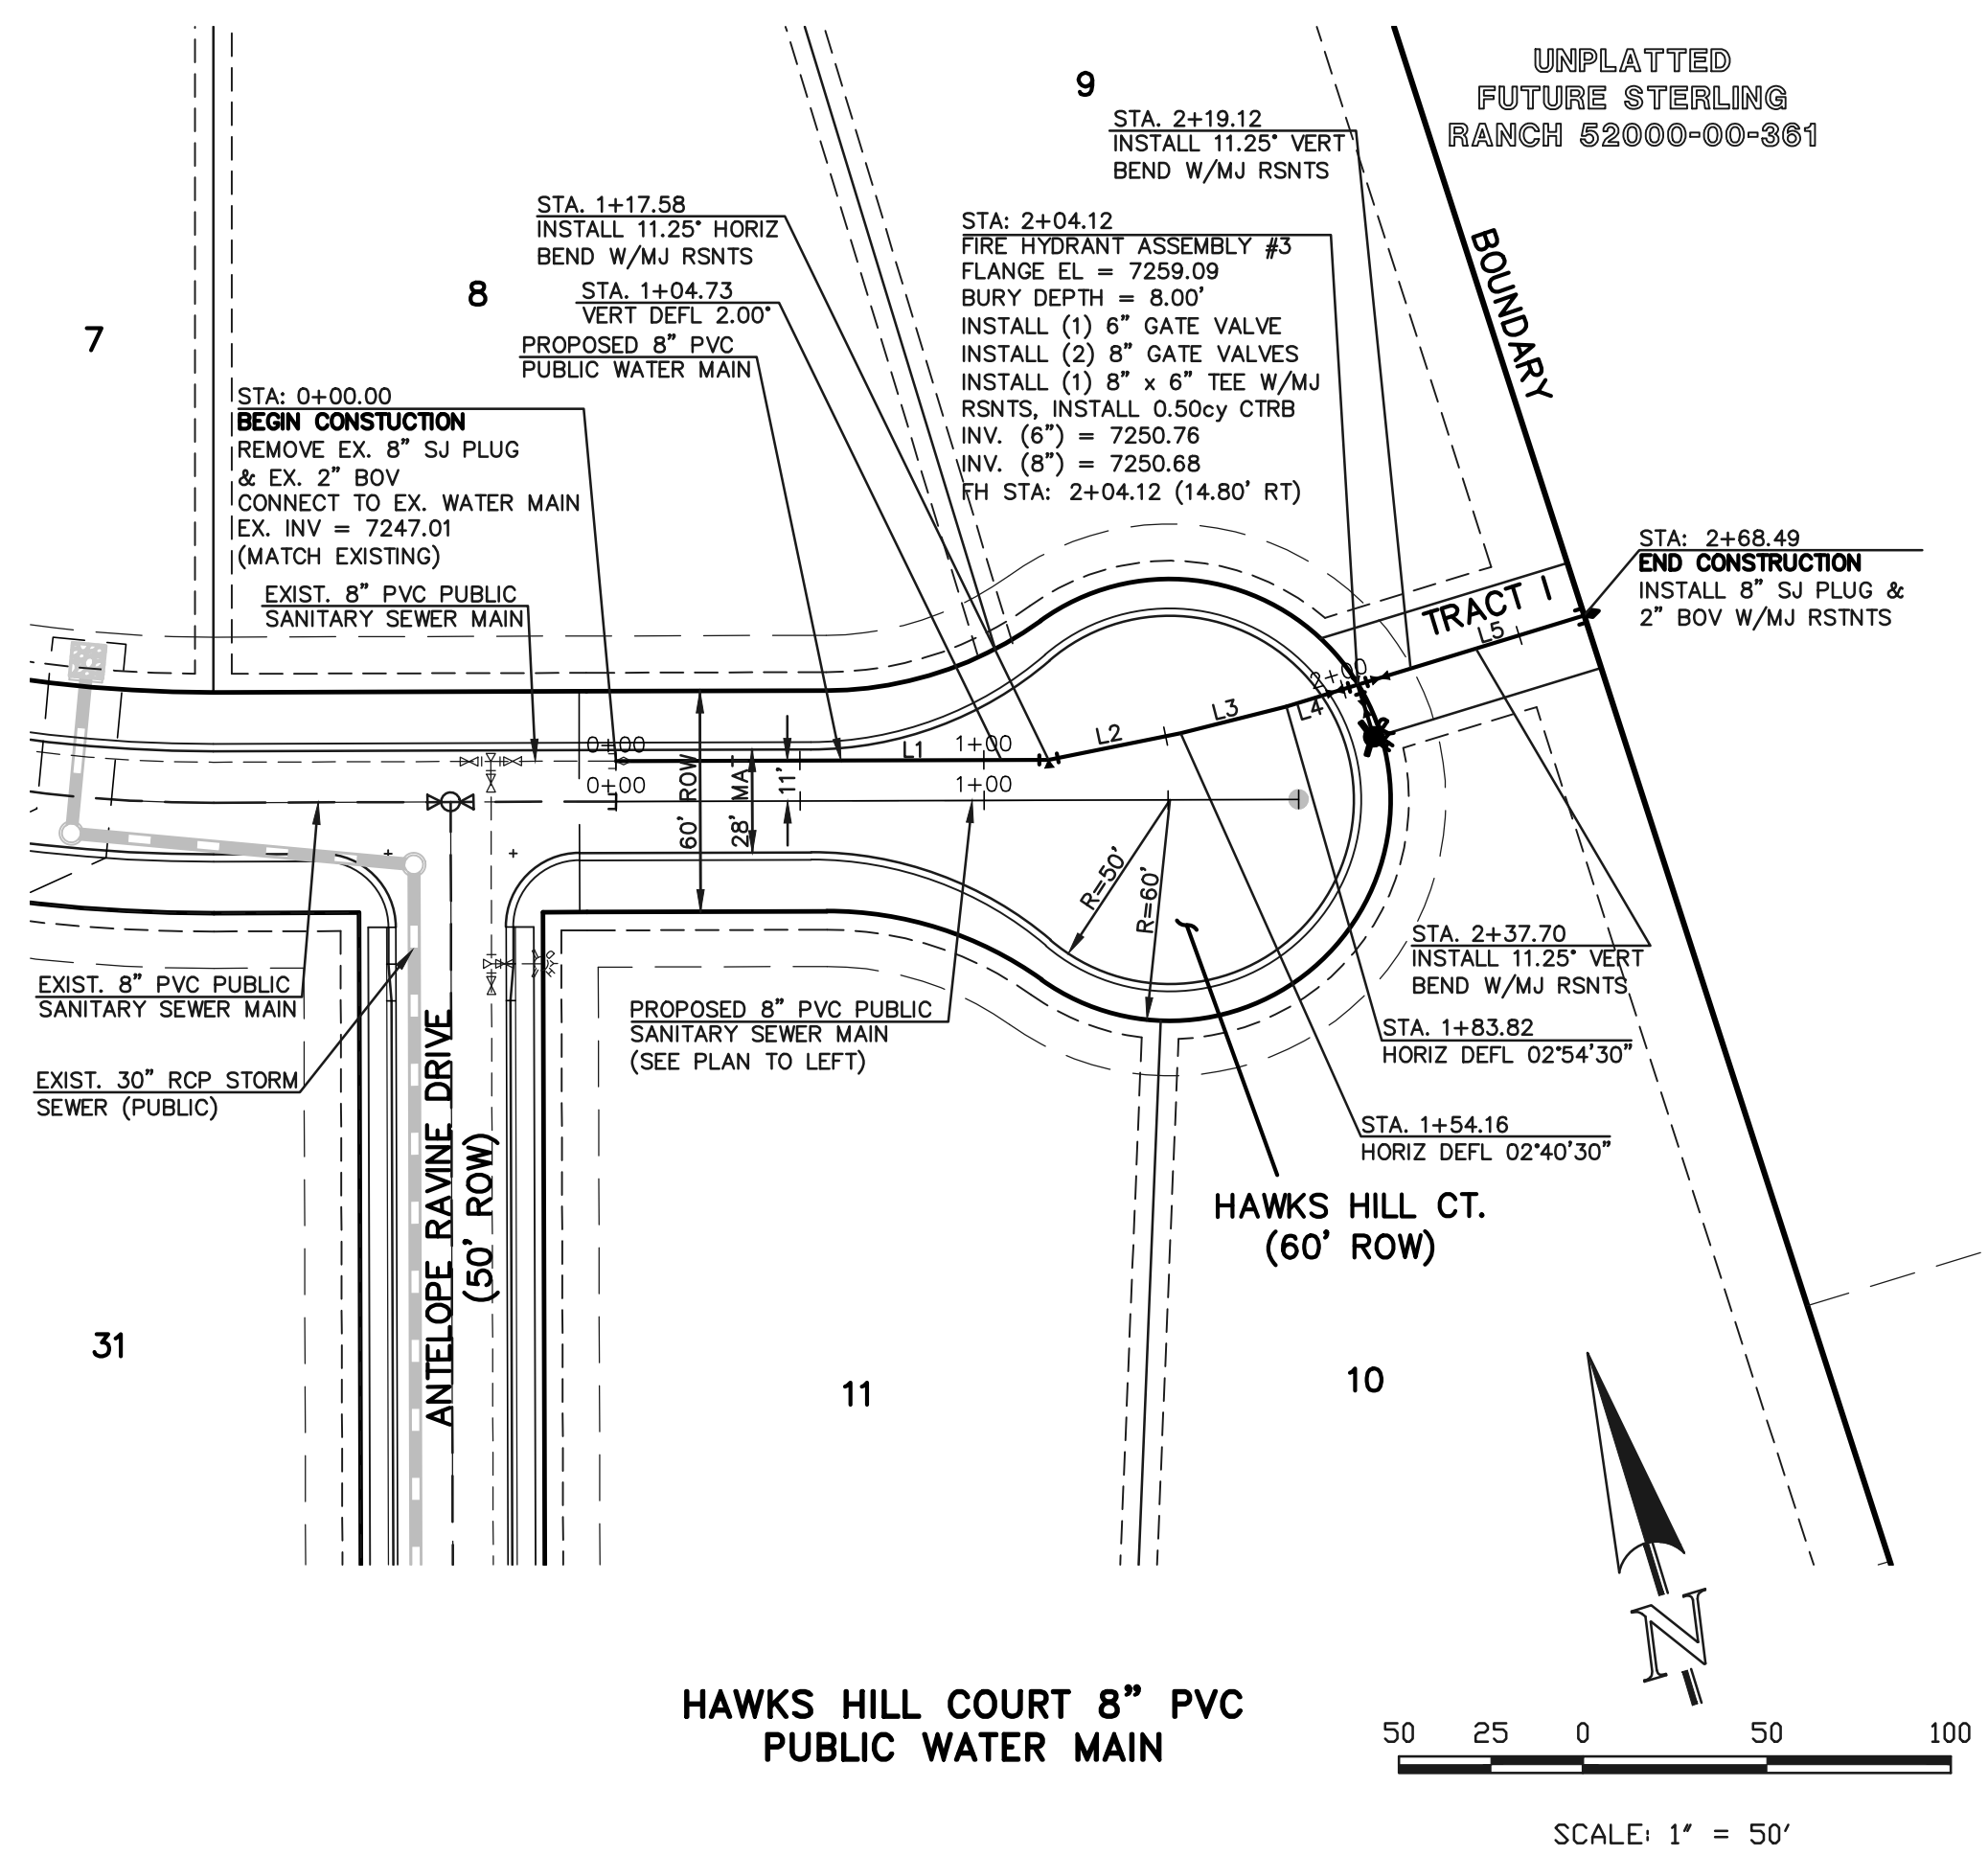 UNPLATTED
FUTURE STERLING
RANCH 52000-00-361
9
STA. 2+19.12
INSTALL 11.25° VERT
BEND W/MJ RSNTS
STA. 1+17.58
INSTALL 11.25° HORIZ
BEND W/MJ RSNTS
STA: 2+04.12
FIRE HYDRANT ASSEMBLY #3
FLANGE EL = 7259.09
BURY DEPTH = 8.00'
INSTALL (1) 6" GATE VALVE
INSTALL (2) 8" GATE VALVES
INSTALL (1) 8" x 6" TEE W/MJ
RSNTS, INSTALL 0.50cy CTRB
INV. (6") = 7250.76
INV. (8") = 7250.68
FH STA: 2+04.12 (14.80' RT)
BOUNDARY
8
7
STA. 1+04.73
VERT DEFL 2.00°
PROPOSED 8" PVC
PUBLIC WATER MAIN
STA: 0+00.00
BEGIN CONSTUCTION
REMOVE EX. 8" SJ PLUG
& EX. 2" BOV
CONNECT TO EX. WATER MAIN
EX. INV = 7247.01
(MATCH EXISTING)
EXIST. 8" PVC PUBLIC
SANITARY SEWER MAIN
STA: 2+68.49
END CONSTRUCTION
INSTALL 8" SJ PLUG &
2" BOV W/MJ RSTNTS
TRACT I
L5
2+00
L4
L3
L2
L1
0+00
1+00
0+00
1+00
60' ROW
28' MAT
11'
R=50'
R=60'
STA. 2+37.70
INSTALL 11.25° VERT
BEND W/MJ RSNTS
EXIST. 8" PVC PUBLIC
SANITARY SEWER MAIN
PROPOSED 8" PVC PUBLIC
SANITARY SEWER MAIN
(SEE PLAN TO LEFT)
STA. 1+83.82
HORIZ DEFL 02°54'30"
EXIST. 30" RCP STORM
SEWER (PUBLIC)
STA. 1+54.16
HORIZ DEFL 02°40'30"
ANTELOPE RAVINE DRIVE
(50' ROW)
HAWKS HILL CT.
(60' ROW)
31
11
10
N
HAWKS HILL COURT 8" PVC
PUBLIC WATER MAIN
50 25 0 50 100
SCALE: 1" = 50'